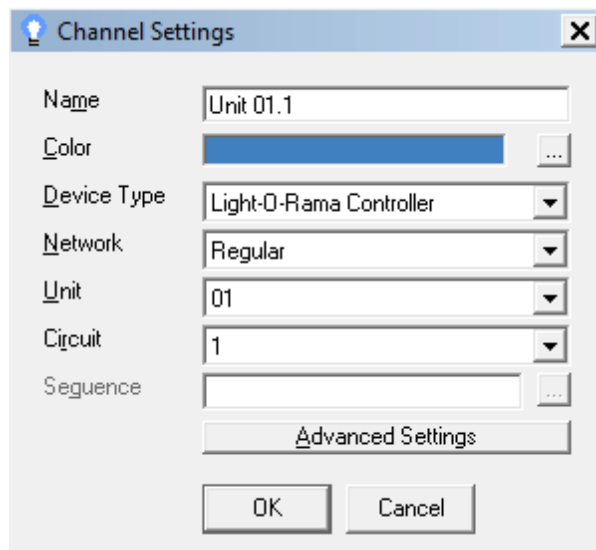 Channel Settings
Name Unit 01.1
Color ...
Device Type Light-O-Rama Controller
Network Regular
Unit 01
Circuit 1
Seguence ...
Advanced Settings
OK Cancel